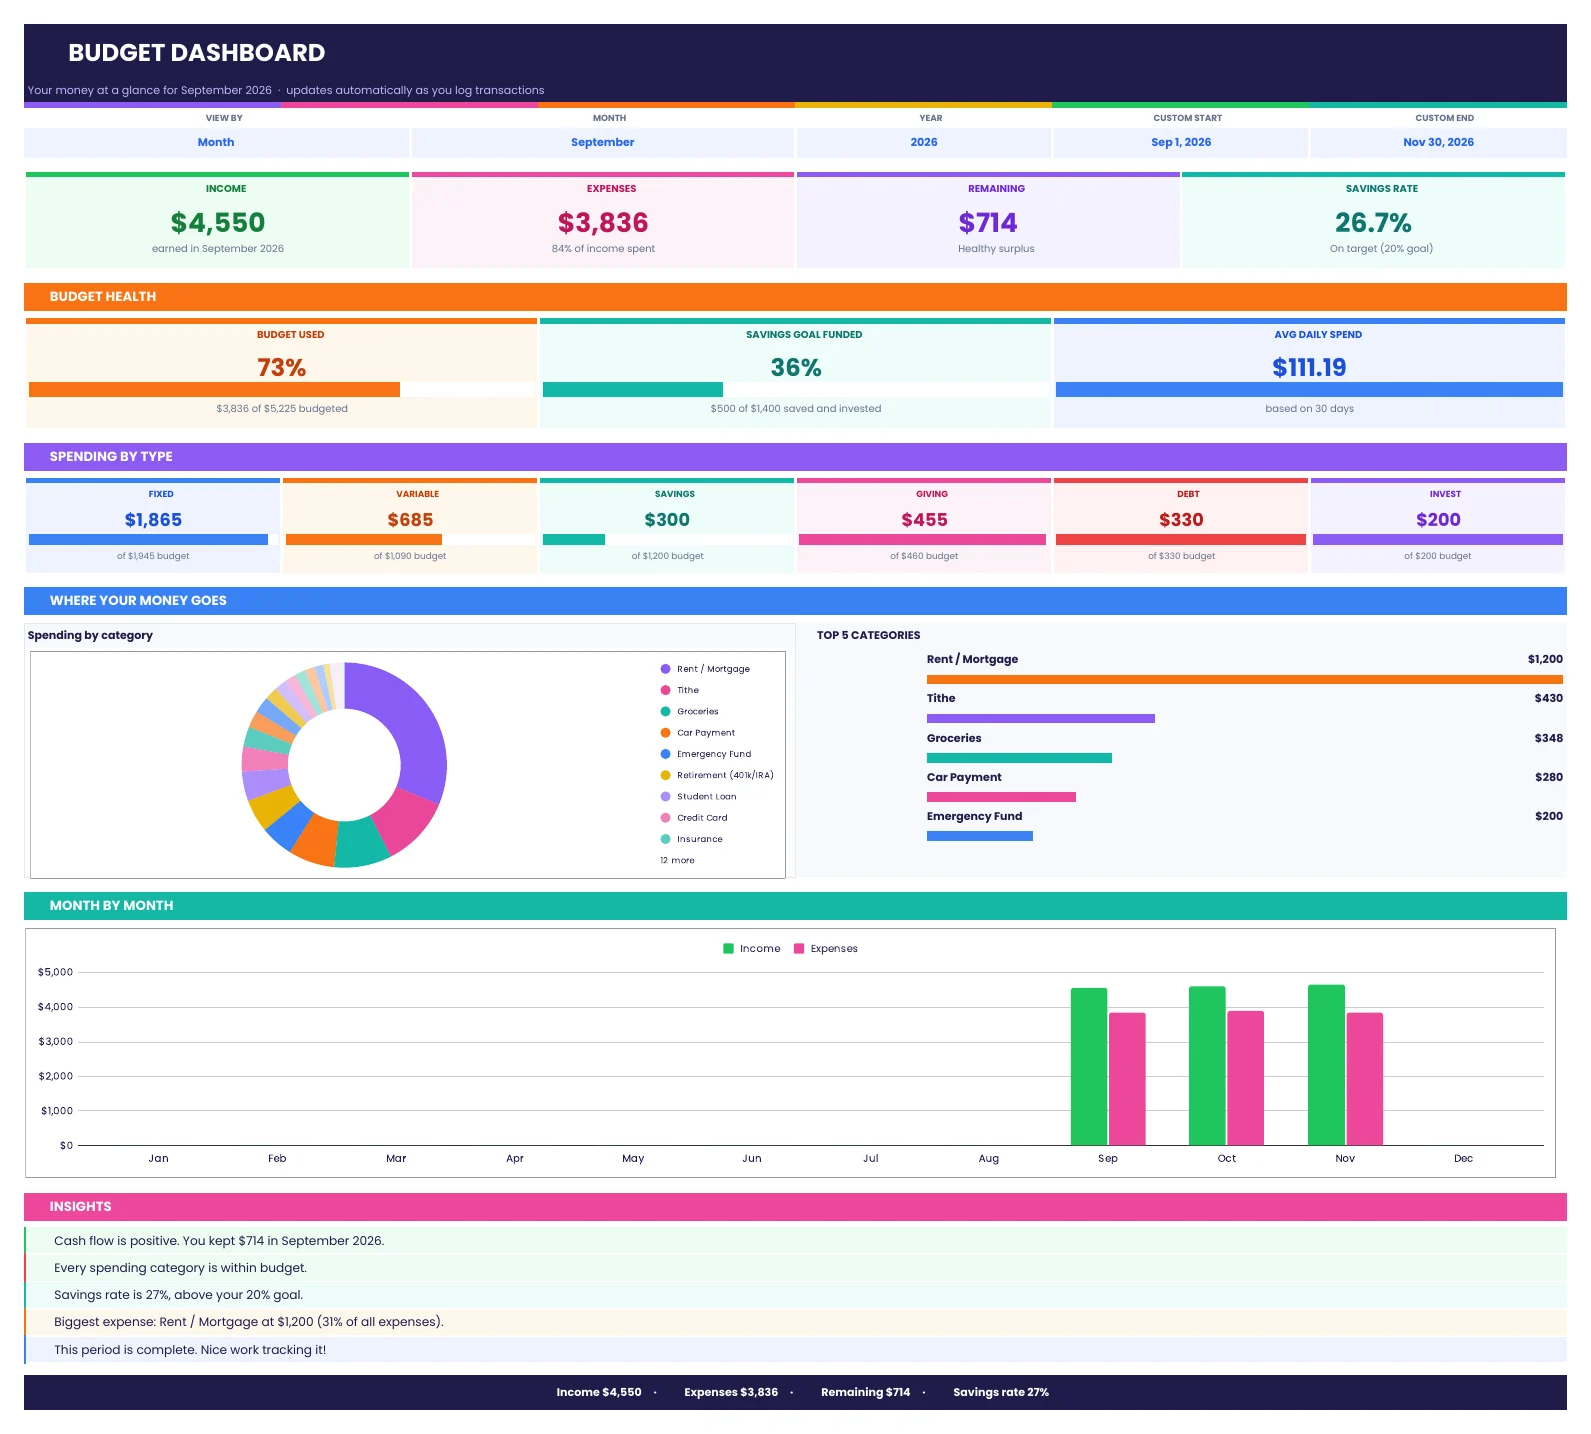 BUDGET DASHBOARD
Your money at a glance for September 2026 · updates automatically as you log transactions
VIEW BY MONTH YEAR CUSTOM START CUSTOM END
Month September 2026 Sep 1, 2026 Nov 30, 2026
INCOME EXPENSES REMAINING SAVINGS RATE
$4,550 $3,836 $714 26.7%
earned in September 2026 84% of income spent Healthy surplus On target (20% goal)
BUDGET HEALTH
BUDGET USED SAVINGS GOAL FUNDED AVG DAILY SPEND
73% 36% $111.19
$3,836 of $5,225 budgeted $500 of $1,400 saved and invested based on 30 days
SPENDING BY TYPE
FIXED VARIABLE SAVINGS GIVING DEBT INVEST
$1,865 $685 $300 $455 $330 $200
of $1,945 budget of $1,090 budget of $1,200 budget of $460 budget of $330 budget of $200 budget
WHERE YOUR MONEY GOES
Spending by category
Rent / Mortgage
Tithe
Groceries
Car Payment
Emergency Fund
Retirement (401k/IRA)
Student Loan
Credit Card
Insurance
12 more
TOP 5 CATEGORIES
Rent / Mortgage $1,200
Tithe $430
Groceries $348
Car Payment $280
Emergency Fund $200
MONTH BY MONTH
Income Expenses
$5,000
$4,000
$3,000
$2,000
$1,000
$0
Jan Feb Mar Apr May Jun Jul Aug Sep Oct Nov Dec
INSIGHTS
Cash flow is positive. You kept $714 in September 2026.
Every spending category is within budget.
Savings rate is 27%, above your 20% goal.
Biggest expense: Rent / Mortgage at $1,200 (31% of all expenses).
This period is complete. Nice work tracking it!
Income $4,550 · Expenses $3,836 · Remaining $714 · Savings rate 27%